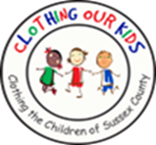 CLOTHING OUR KIDS
Clothing the Children of Sussex County